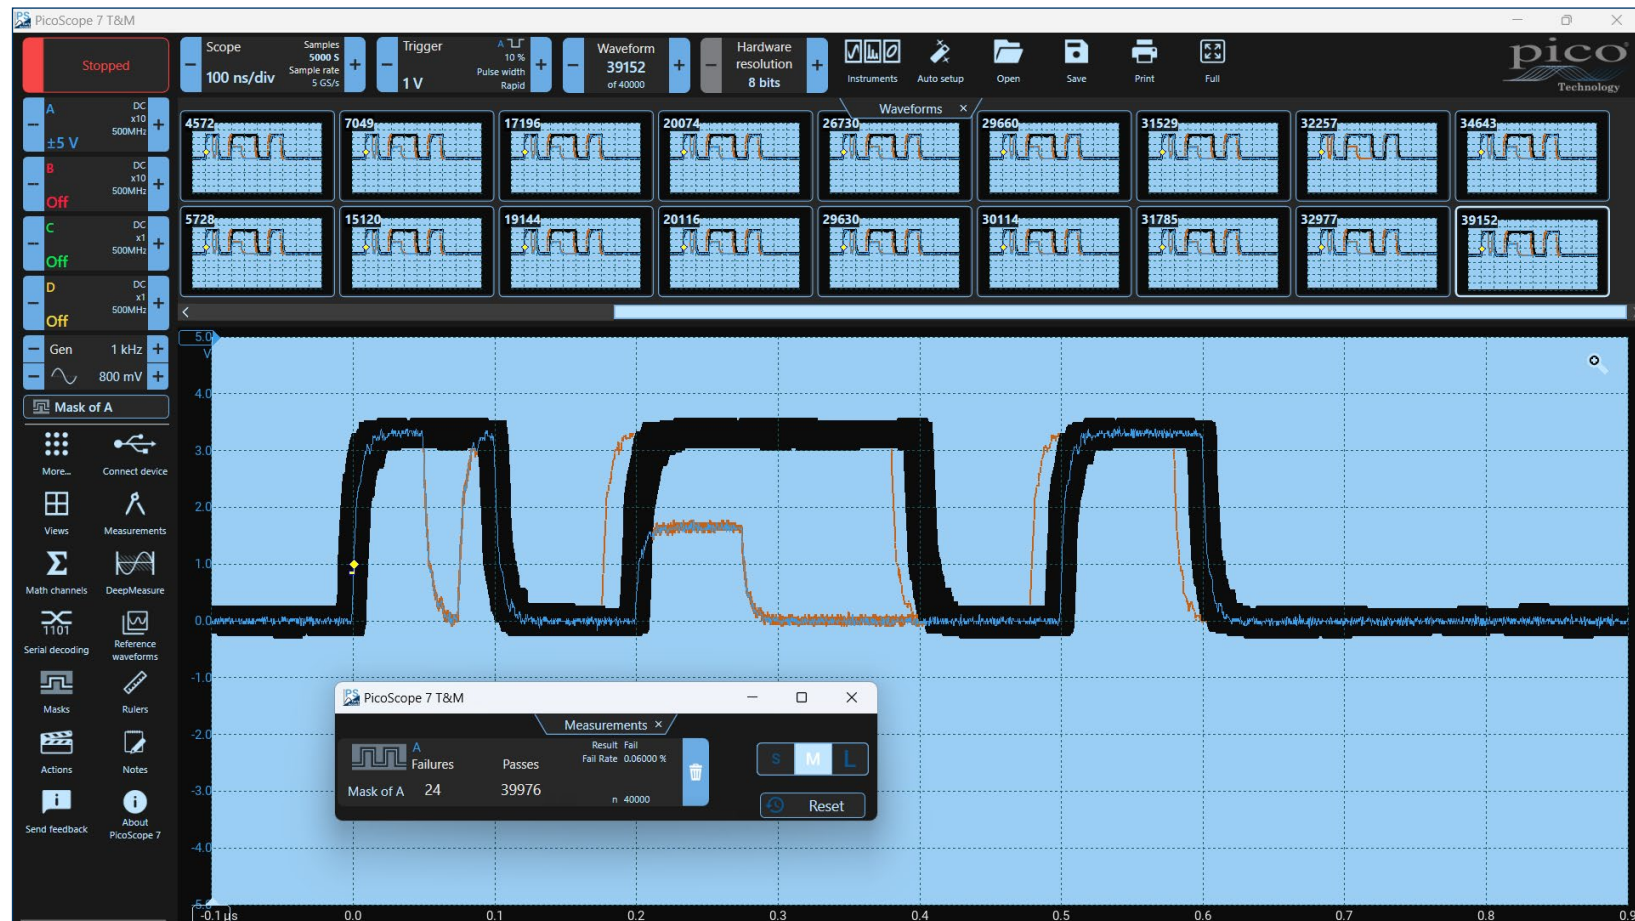 PicoScope 7 T&M
Stopped
Scope
100 ns/div
Samples
5000 S
Sample rate
5 GS/s
Trigger
1 V
A
10 %
Pulse width
Rapid
Waveform
39152
of 40000
Hardware
resolution
8 bits
Instruments
Auto setup
Open
Save
Print
Full
pico
Technology
A
DC
x10
500MHz
±5 V
B
DC
x10
500MHz
Off
C
DC
x1
500MHz
Off
D
DC
x1
500MHz
Off
Gen
1 kHz
800 mV
Mask of A
More...
Connect device
Views
Measurements
Math channels
DeepMeasure
1101
Serial decoding
Reference
waveforms
Masks
Rulers
Actions
Notes
Send feedback
About
PicoScope 7
Waveforms ×
4572
7049
17196
20074
26730
29660
31529
32257
34643
5728
15120
19144
20116
29630
30114
31785
32977
39152
5.0
V
4.0
3.0
2.0
1.0
0.0
-1.0
-2.0
-3.0
-4.0
-5.0
-0.1 µs
0.0
0.1
0.2
0.3
0.4
0.5
0.6
0.7
0.8
0.9
PicoScope 7 T&M
Measurements ×
A
Failures
Passes
Result Fail
Fail Rate 0.06000 %
Mask of A
24
39976
n 40000
S
M
L
Reset